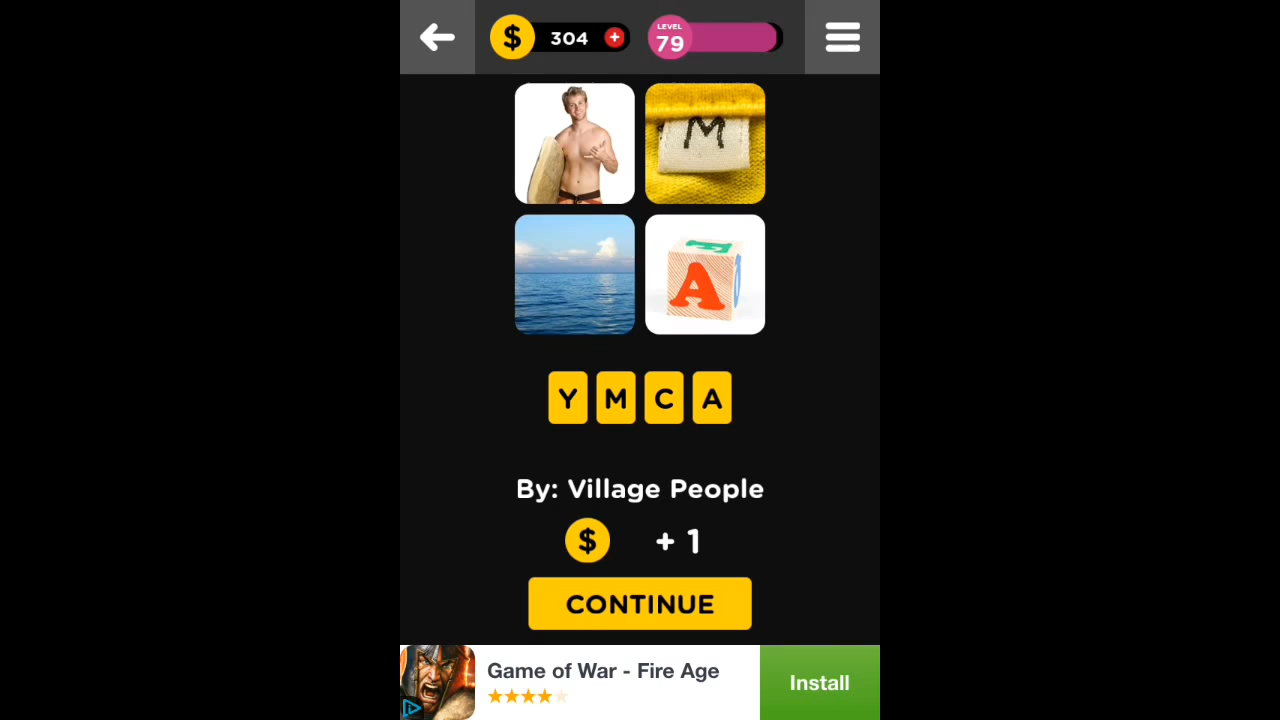 $ 304 +
LEVEL
79
M
E
A
Y M C A
By: Village People
$ + 1
CONTINUE
Game of War - Fire Age
Install